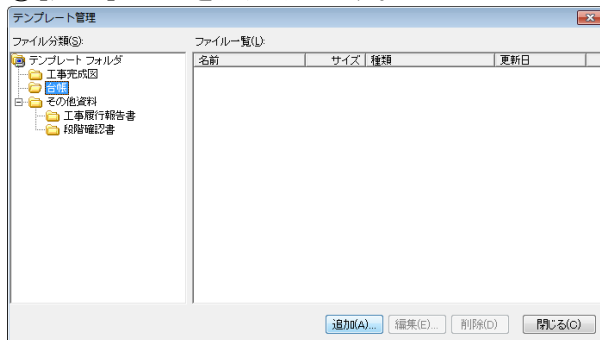 テンプレート管理
ファイル分類(S):
ファイル一覧(L):
テンプレート フォルダ
工事完成図
台帳
その他資料
工事履行報告書
段階確認書
名前 サイズ 種類 更新日
追加(A)... 編集(E)... 削除(D) 閉じる(C)